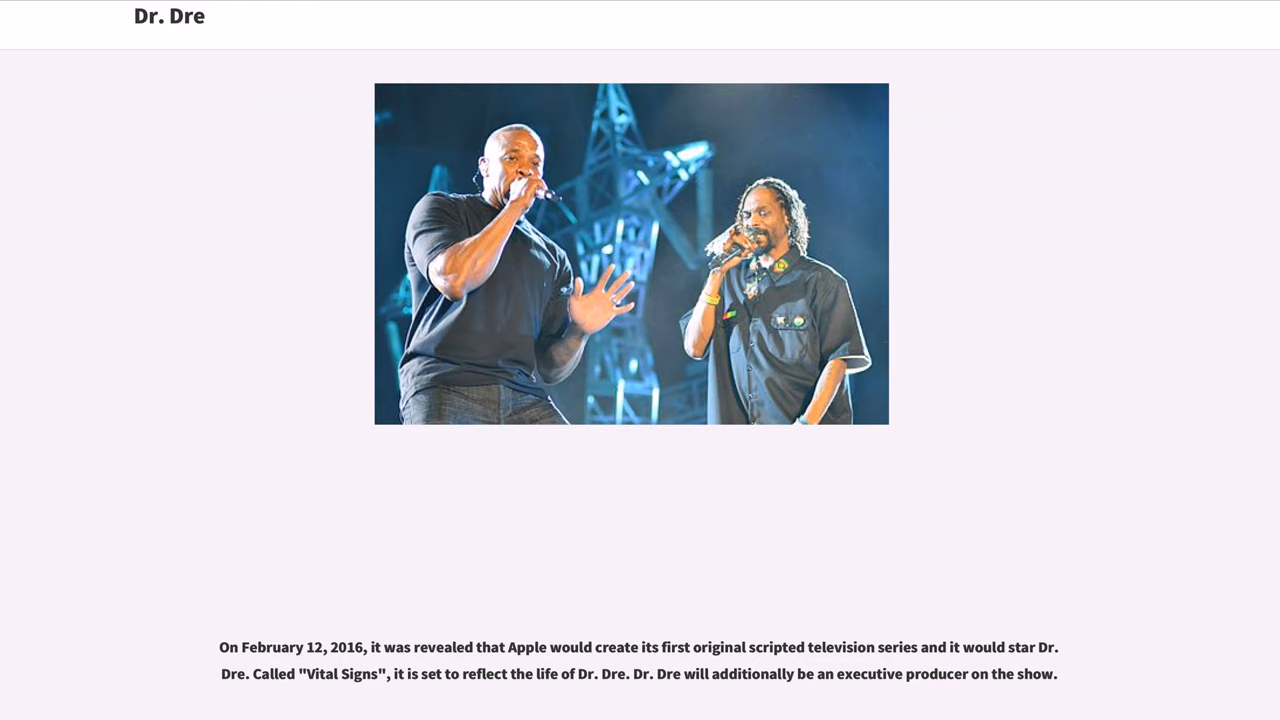 Dr. Dre
On February 12, 2016, it was revealed that Apple would create its first original scripted television series and it would star Dr.
Dre. Called "Vital Signs", it is set to reflect the life of Dr. Dre. Dr. Dre will additionally be an executive producer on the show.